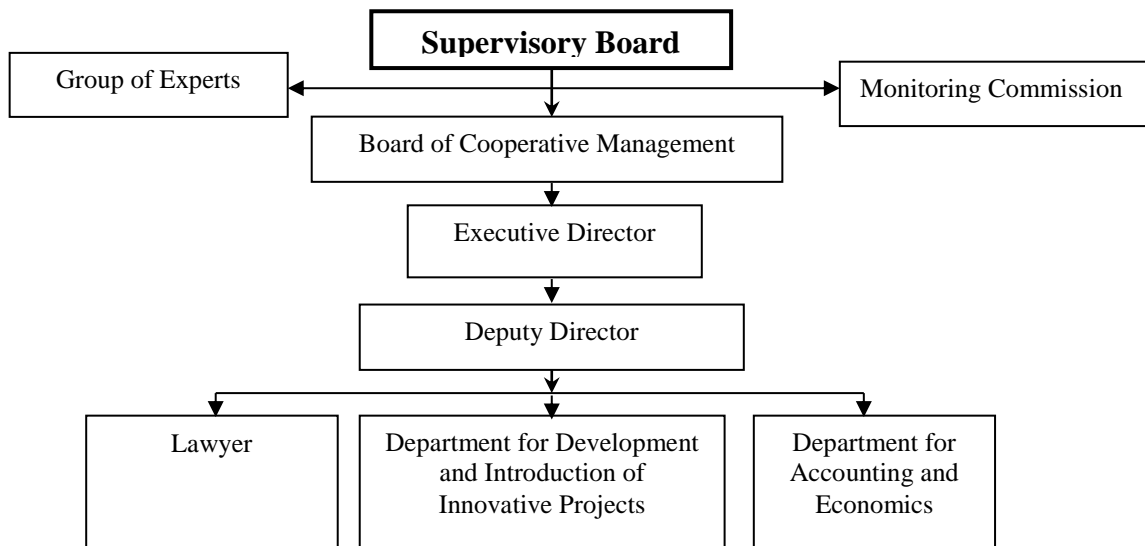 Supervisory Board
Group of Experts
Monitoring Commission
Board of Cooperative Management
Executive Director
Deputy Director
Lawyer
Department for Development
and Introduction of
Innovative Projects
Department for
Accounting and
Economics